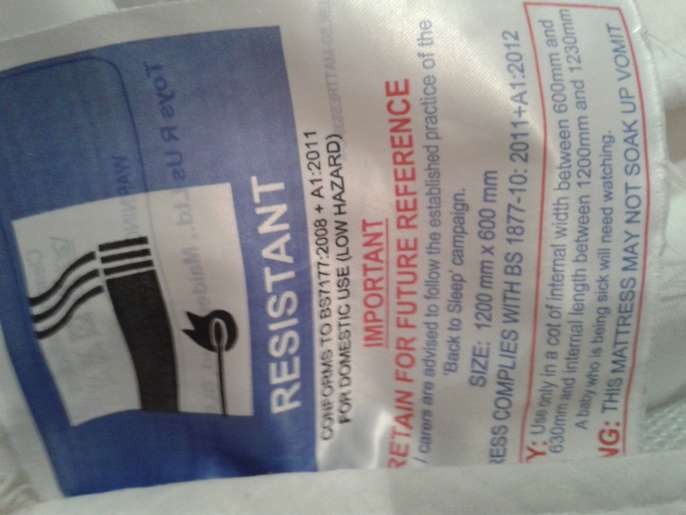 RESISTANT
CONFORMS TO BS7177:2008 + A1:2011
FOR DOMESTIC USE (LOW HAZARD)
IMPORTANT
RETAIN FOR FUTURE REFERENCE
/ carers are advised to follow the established practice of the
'Back to Sleep' campaign.
SIZE: 1200 mm x 600 mm
RESS COMPLIES WITH BS 1877-10: 2011+A1:2012
Y: Use only in a cot of internal width between 600mm and
630mm and internal length between 1200mm and 1230mm
A baby who is being sick will need watching.
NG: THIS MATTRESS MAY NOT SOAK UP VOMIT
Toys R Us Ltd., Maide